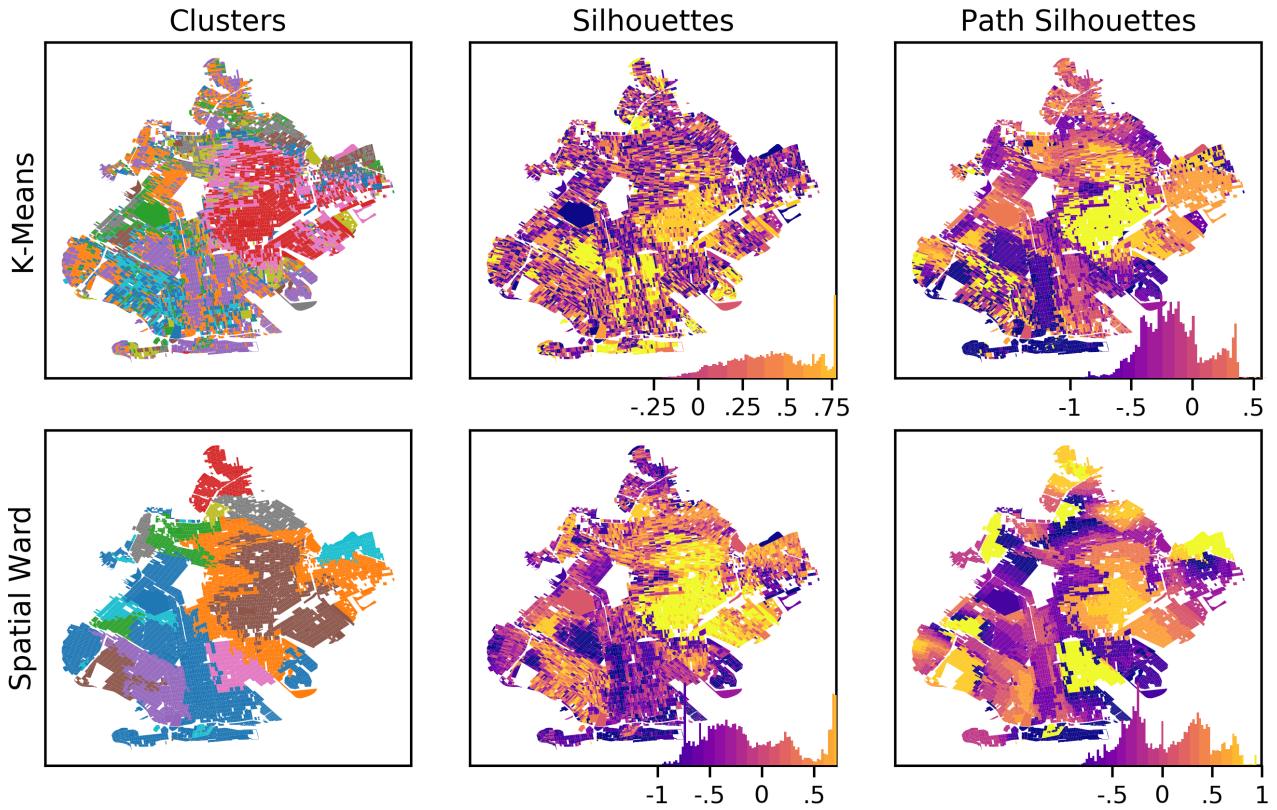 Clusters
Silhouettes
Path Silhouettes
K-Means
-.25 0 .25 .5 .75
-1 -.5 0 .5
Spatial Ward
-1 -.5 0 .5
-.5 0 .5 1